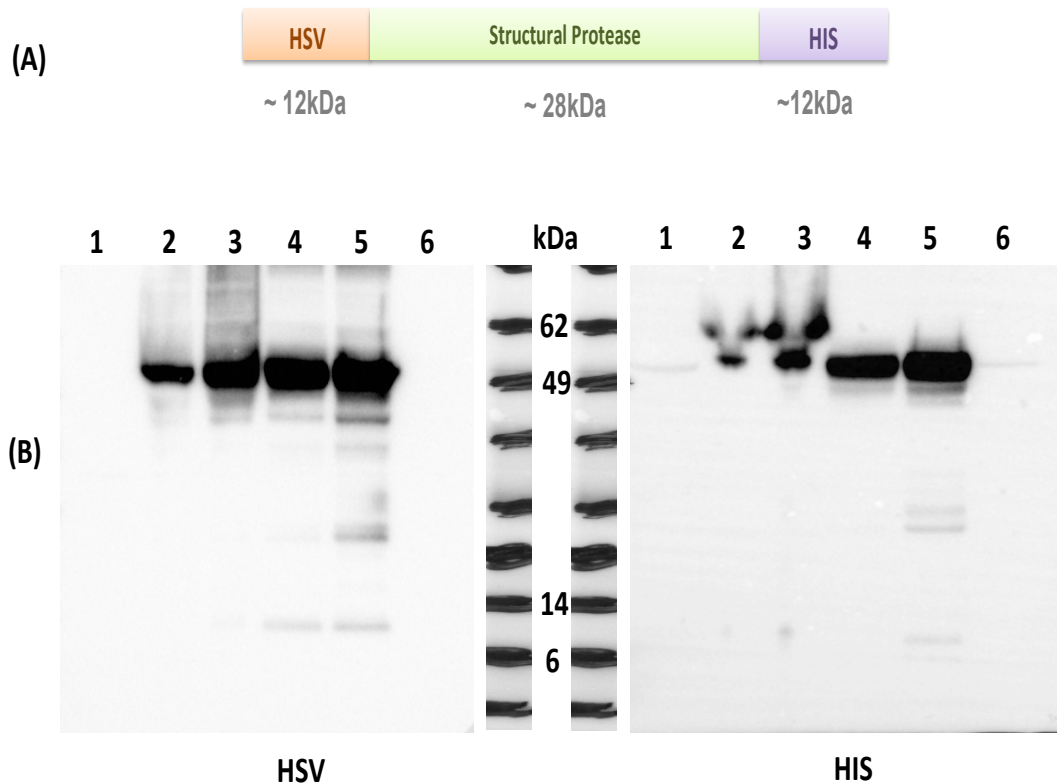 (A)
HSV Structural Protease HIS
~ 12kDa ~ 28kDa ~12kDa
1 2 3 4 5 6 kDa 1 2 3 4 5 6
62
49
(B)
14
6
HSV HIS